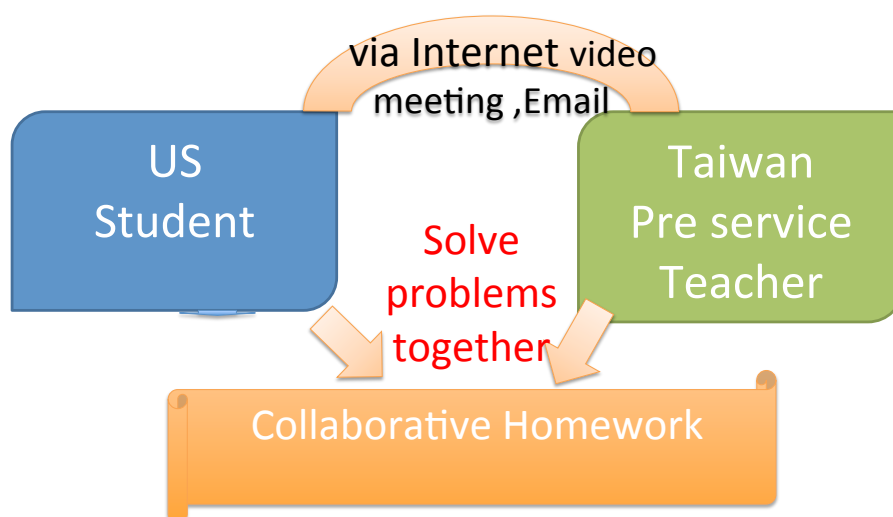 via Internet video
meeting ,Email
US
Student
Taiwan
Pre service
Teacher
Solve
problems
together
Collaborative Homework